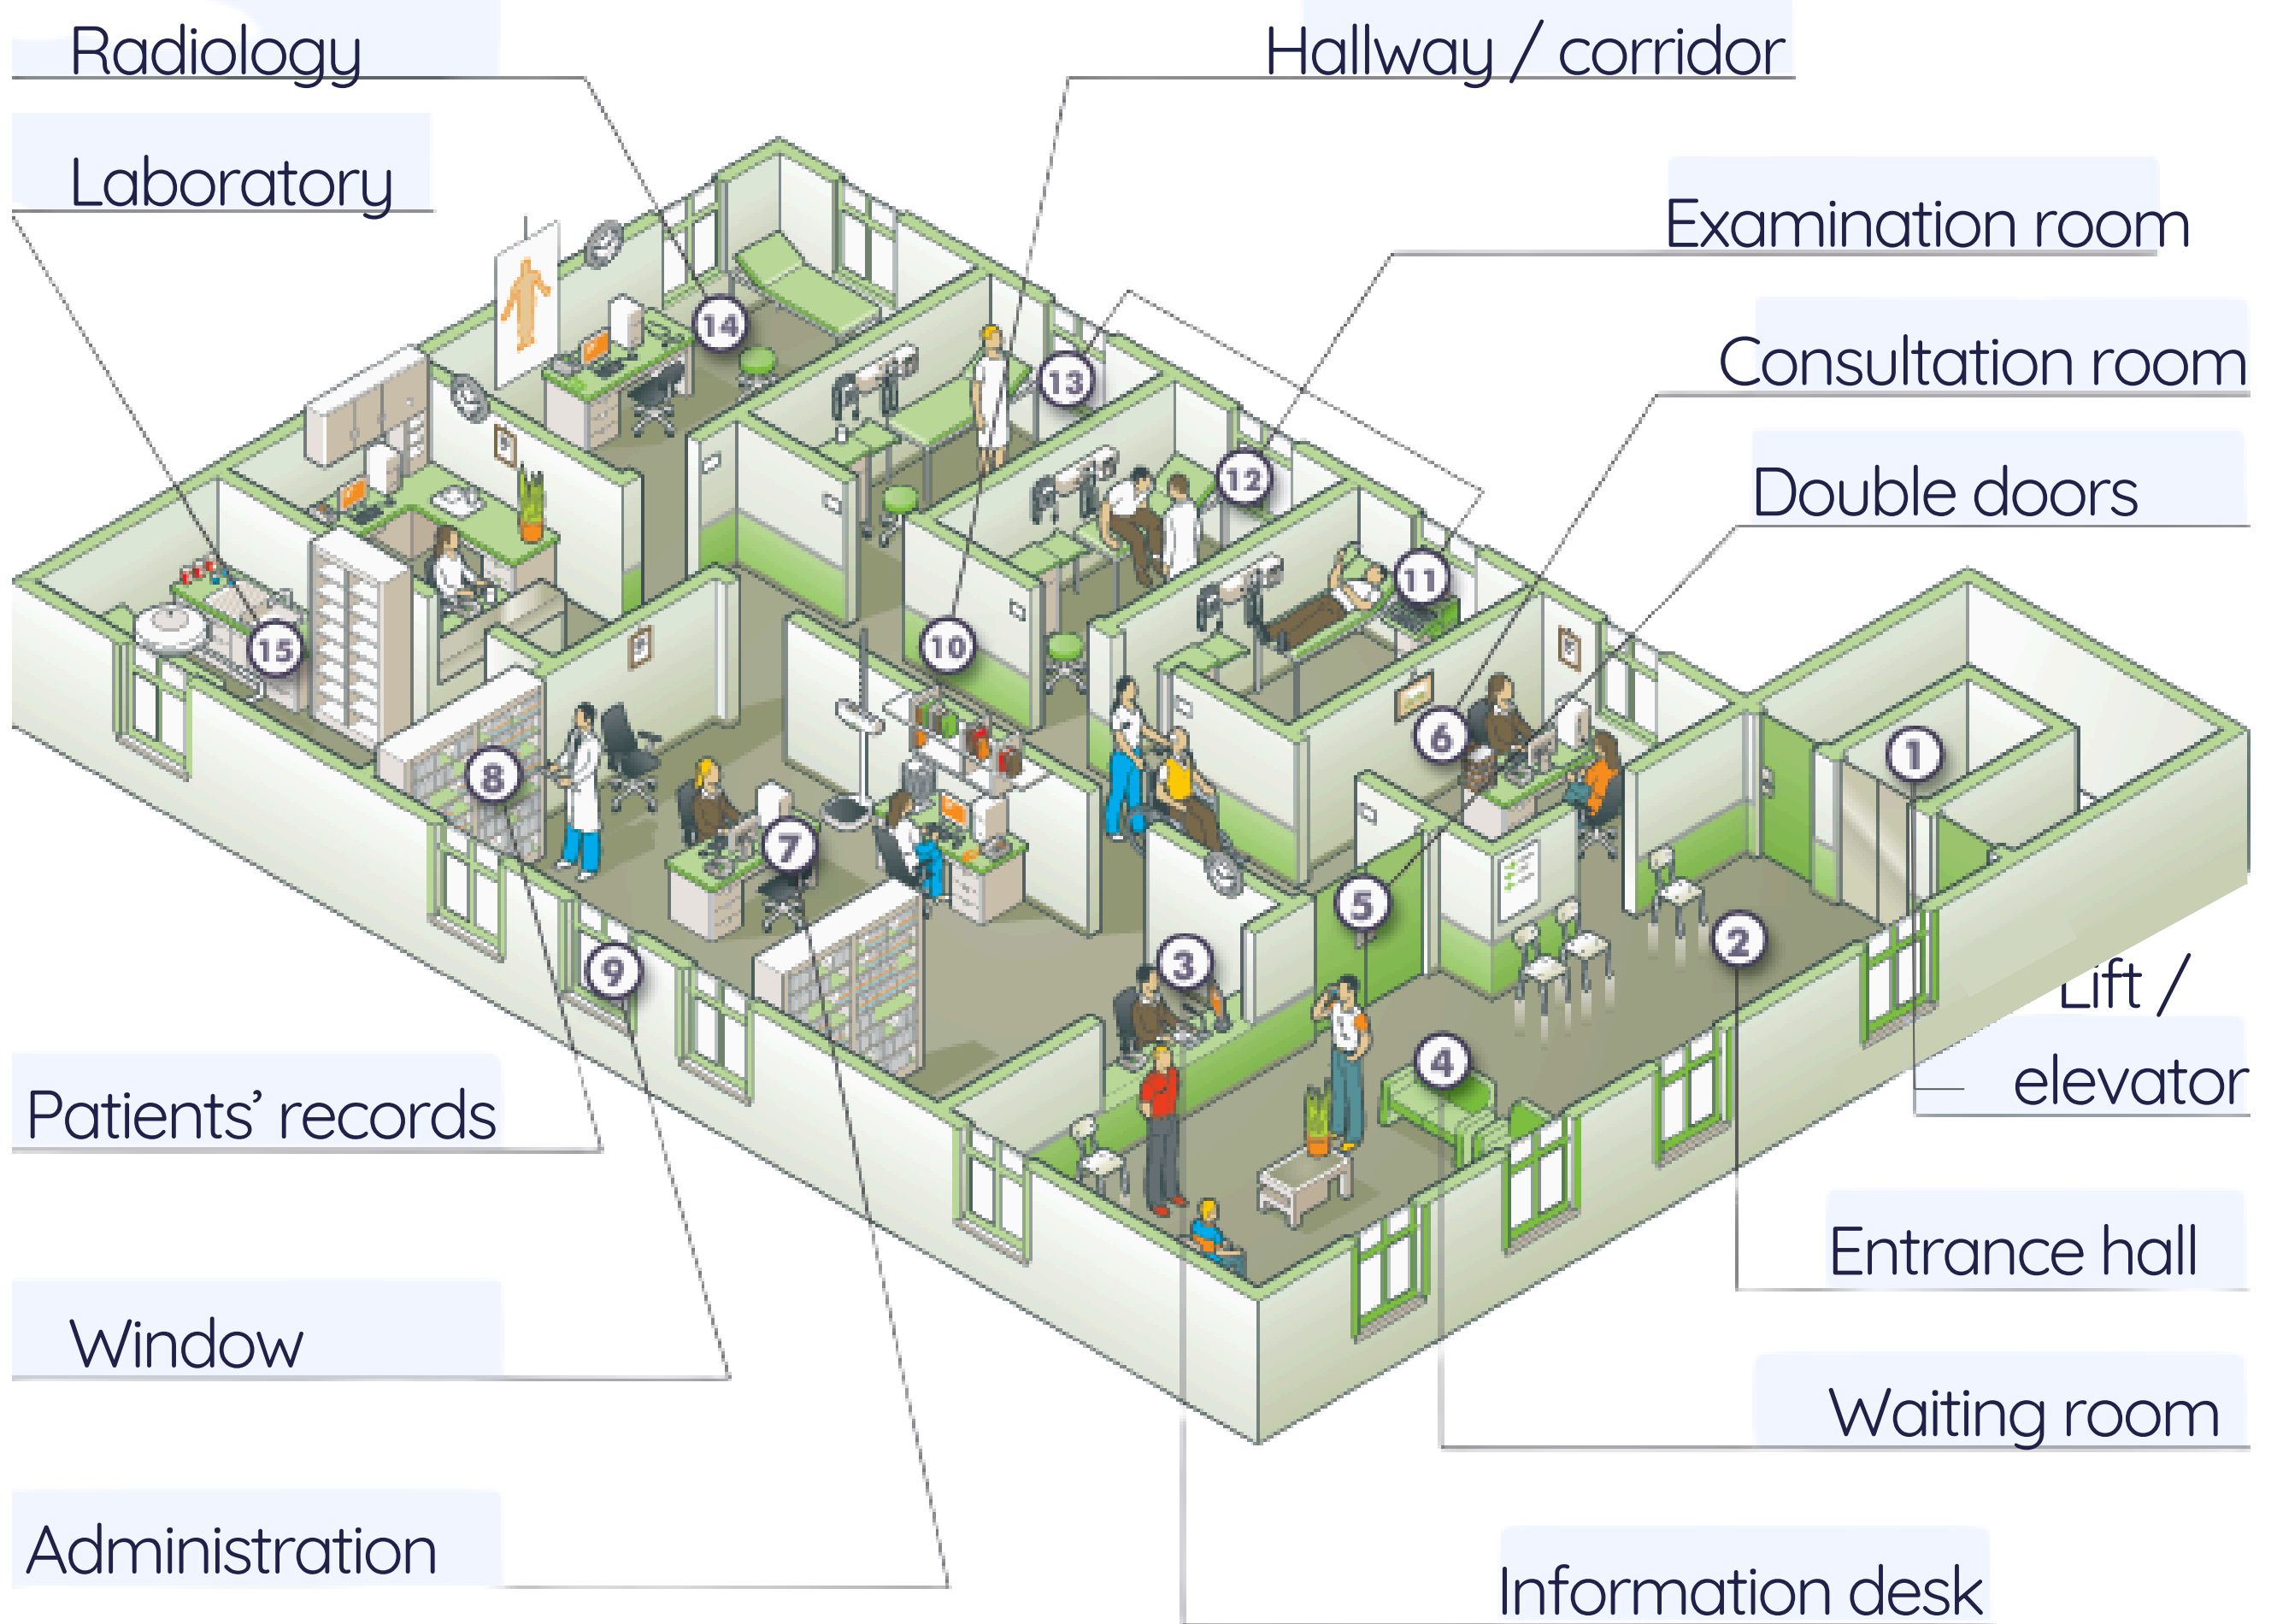 Radiology
Hallway / corridor
Laboratory
Examination room
Consultation room
Double doors
14
13
12
11
10
15
6
1
8
7
5
2
3
9
4
Lift /
elevator
Patients’ records
Entrance hall
Window
Waiting room
Administration
Information desk